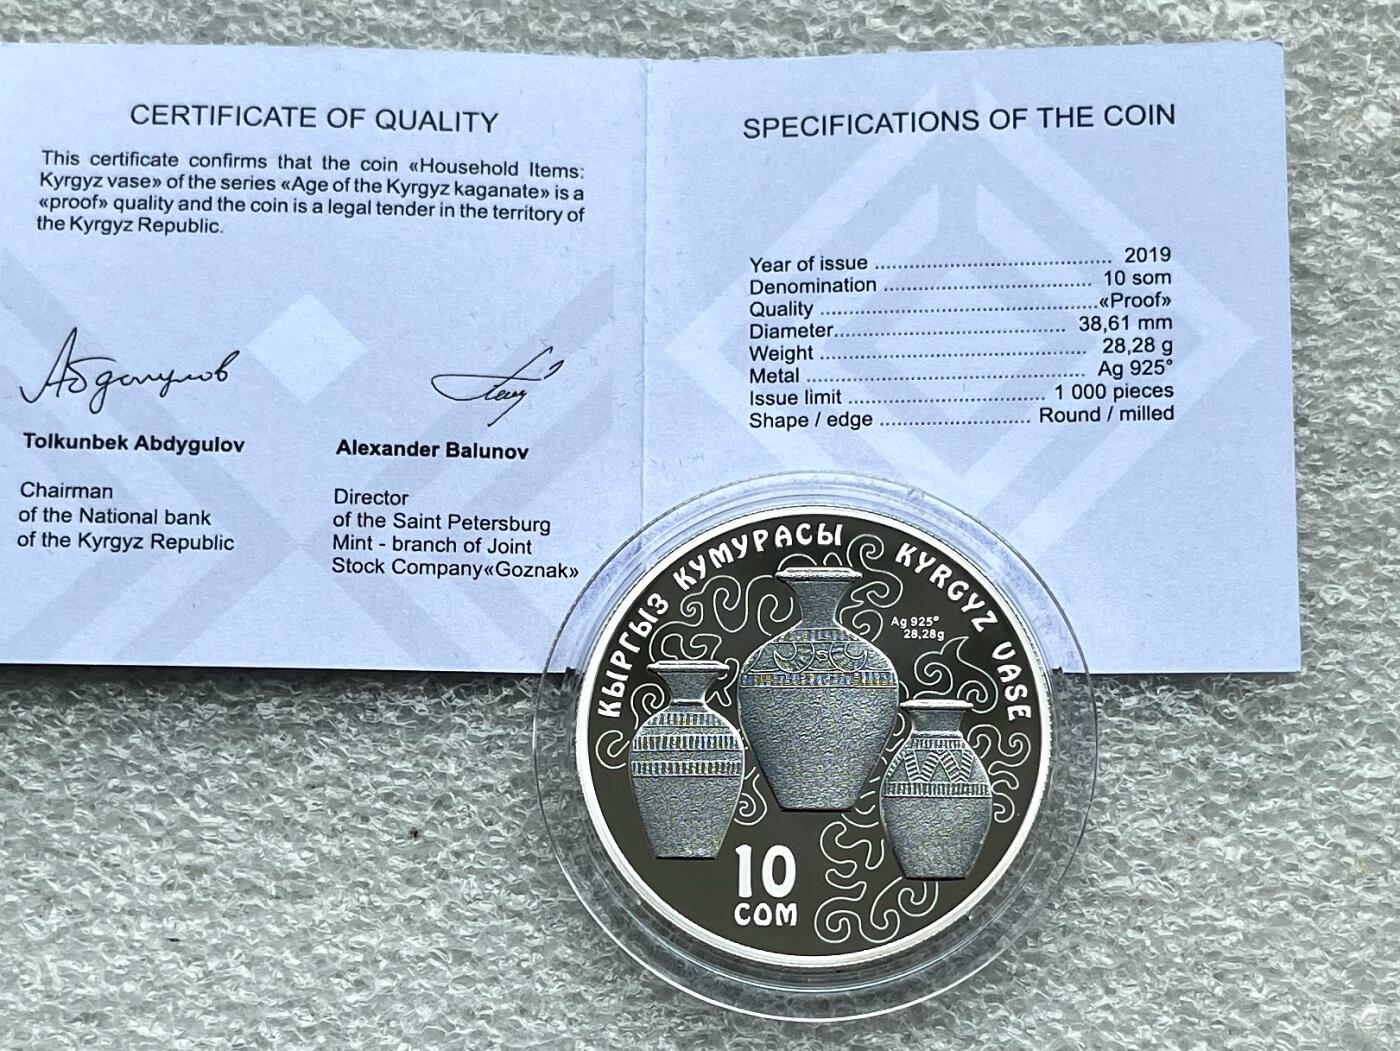 CERTIFICATE OF QUALITY
This certificate confirms that the coin «Household Items:
Kyrgyz vase» of the series «Age of the Kyrgyz kaganate» is a
«proof» quality and the coin is a legal tender in the territory of
the Kyrgyz Republic.
Tolkunbek Abdygulov
Chairman
of the National bank
of the Kyrgyz Republic
Alexander Balunov
Director
of the Saint Petersburg
Mint - branch of Joint
Stock Company«Goznak»
SPECIFICATIONS OF THE COIN
Year of issue ........................................ 2019
Denomination ................................... 10 som
Quality ...............................................«Proof»
Diameter....................................... 38,61 mm
Weight ............................................ 28,28 g
Metal .............................................. Ag 925°
Issue limit ................................. 1 000 pieces
Shape / edge ......................... Round / milled
КЫРГЫЗ КУМУРАСЫ KYRGYZ VASE
Ag 925°
28,28g
10
СОМ